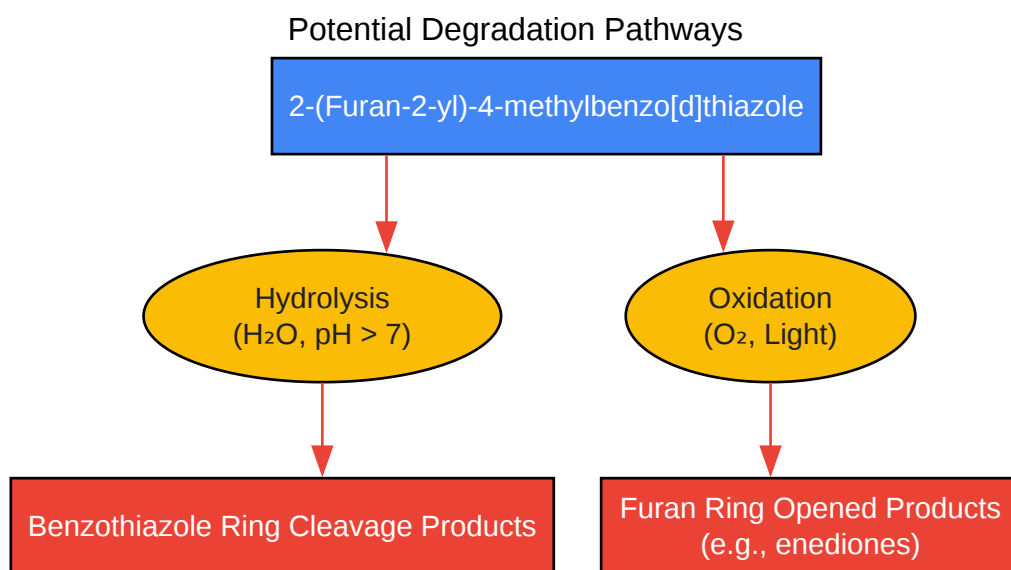 Potential Degradation Pathways
2-(Furan-2-yl)-4-methylbenzo[d]thiazole
Hydrolysis
(H₂O, pH > 7)
Oxidation
(O₂, Light)
Benzothiazole Ring Cleavage Products
Furan Ring Opened Products
(e.g., enediones)